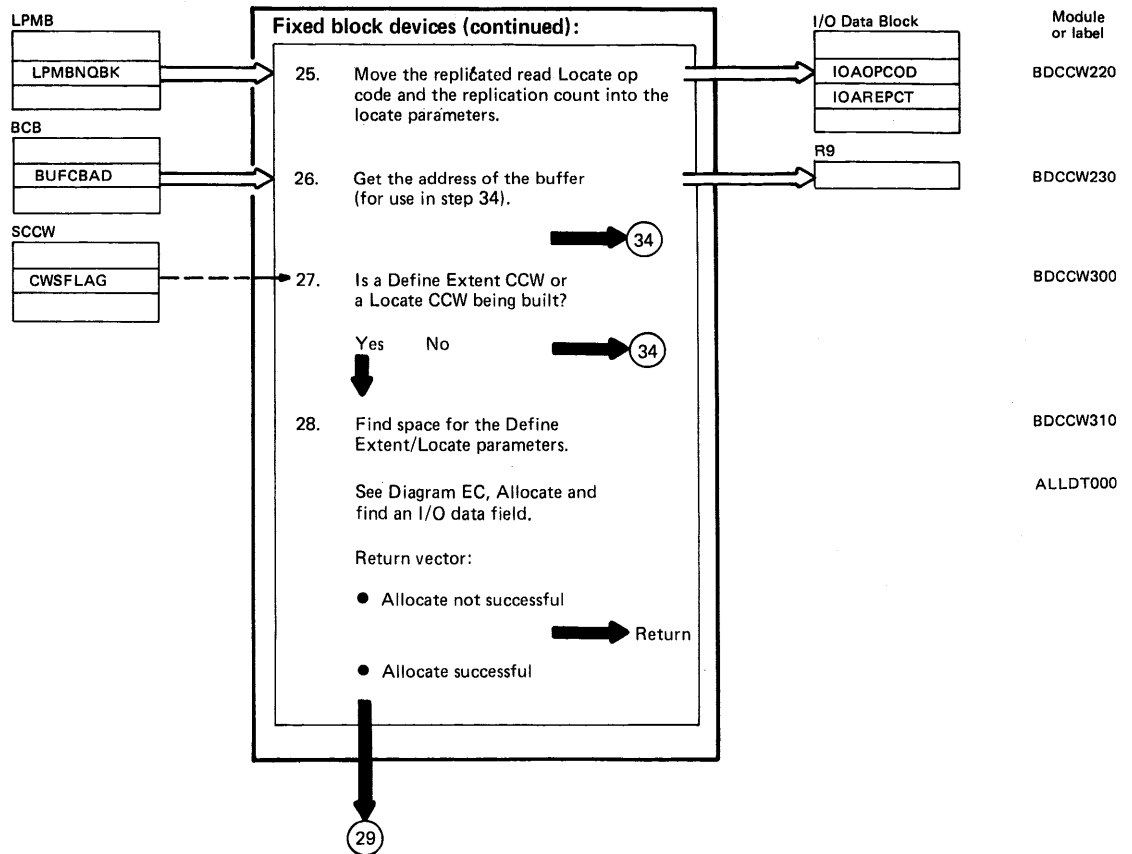 LPMB
LPMBNQBK
BCB
BUFCBAD
SCCW
CWSFLAG
Fixed block devices (continued):
25. Move the replicated read Locate op
code and the replication count into the
locate parameters.
26. Get the address of the buffer
(for use in step 34).
34
27. Is a Define Extent CCW or
a Locate CCW being built?
Yes No
34
28. Find space for the Define
Extent/Locate parameters.
See Diagram EC, Allocate and
find an I/O data field.
Return vector:
● Allocate not successful
Return
● Allocate successful
29
I/O Data Block
IOAOPCOD
IOAREPCT
R9
Module
or label
BDCCW220
BDCCW230
BDCCW300
BDCCW310
ALLDT000